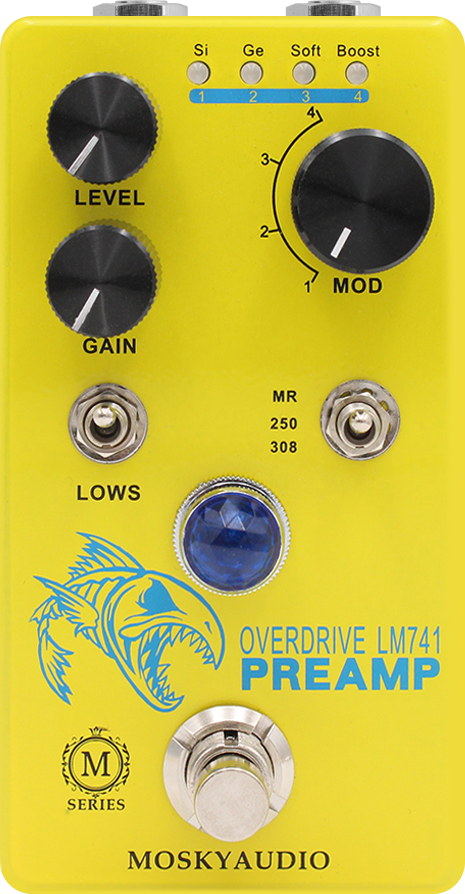 Si Ge Soft Boost
1 2 3 4
LEVEL
4
3
2
1
MOD
GAIN
MR
250
308
LOWS
OVERDRIVE LM741
PREAMP
M
SERIES
MOSKYAUDIO